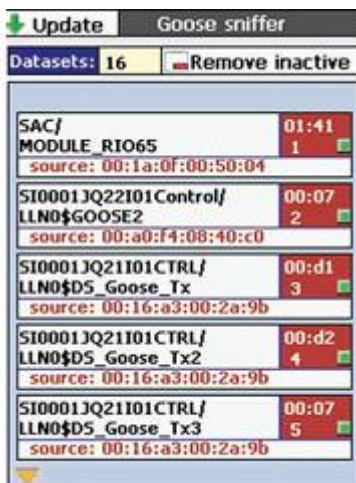 Update
Goose sniffer
Datasets: 16
Remove inactive
SAC/
01:41
MODULE_RIO65
1
source: 00:1a:0f:00:50:04
SI0001JQ22I01Control/
00:07
LLN0$GOOSE2
2
source: 00:a0:f4:08:40:c0
SI0001JQ21I01CTRL/
00:d1
LLN0$DS_Goose_Tx
3
source: 00:16:a3:00:2a:9b
SI0001JQ21I01CTRL/
00:d2
LLN0$DS_Goose_Tx2
4
source: 00:16:a3:00:2a:9b
SI0001JQ21I01CTRL/
00:07
LLN0$DS_Goose_Tx3
5
source: 00:16:a3:00:2a:9b